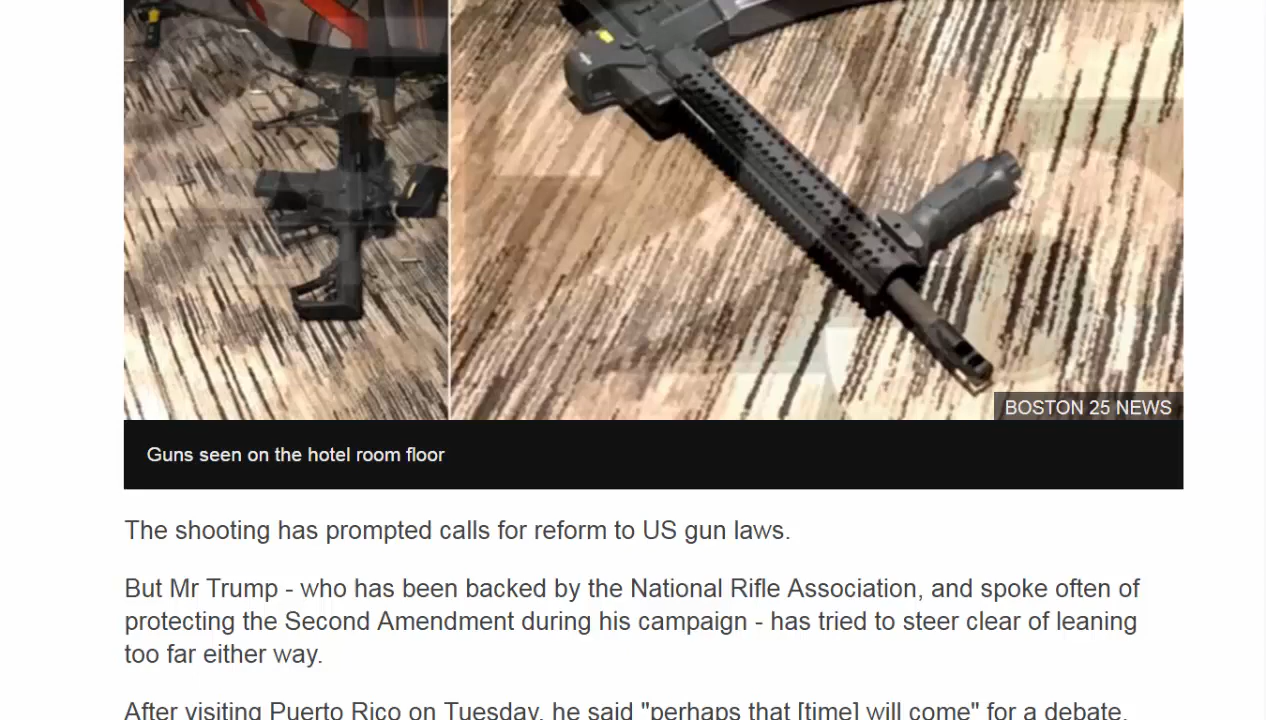 BOSTON 25 NEWS
Guns seen on the hotel room floor
The shooting has prompted calls for reform to US gun laws.
But Mr Trump - who has been backed by the National Rifle Association, and spoke often of
protecting the Second Amendment during his campaign - has tried to steer clear of leaning
too far either way.
After visiting Puerto Rico on Tuesday, he said "perhaps that [time] will come" for a debate,